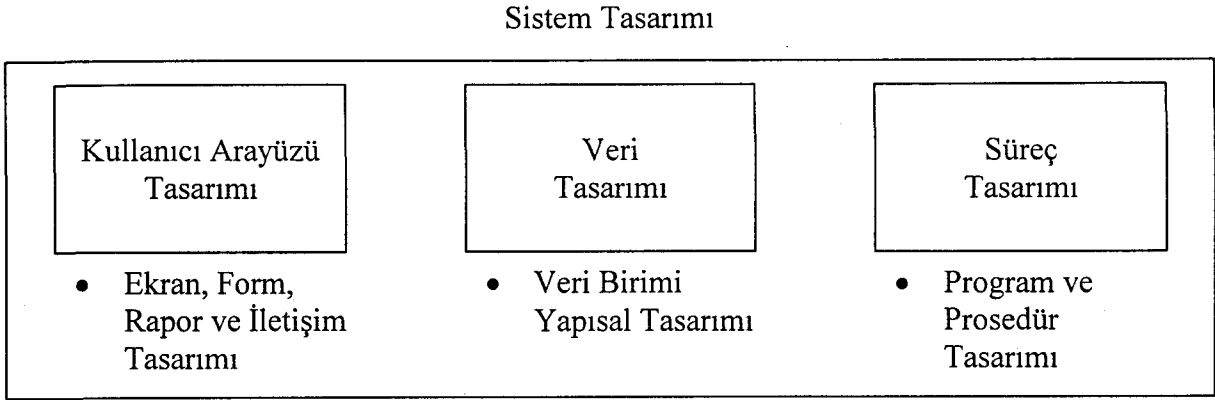 Sistem Tasarımı
Kullanıcı Arayüzü
Tasarımı
• Ekran, Form,
Rapor ve İletişim
Tasarımı
Veri
Tasarımı
• Veri Birimi
Yapısal Tasarımı
Süreç
Tasarımı
• Program ve
Prosedür
Tasarımı